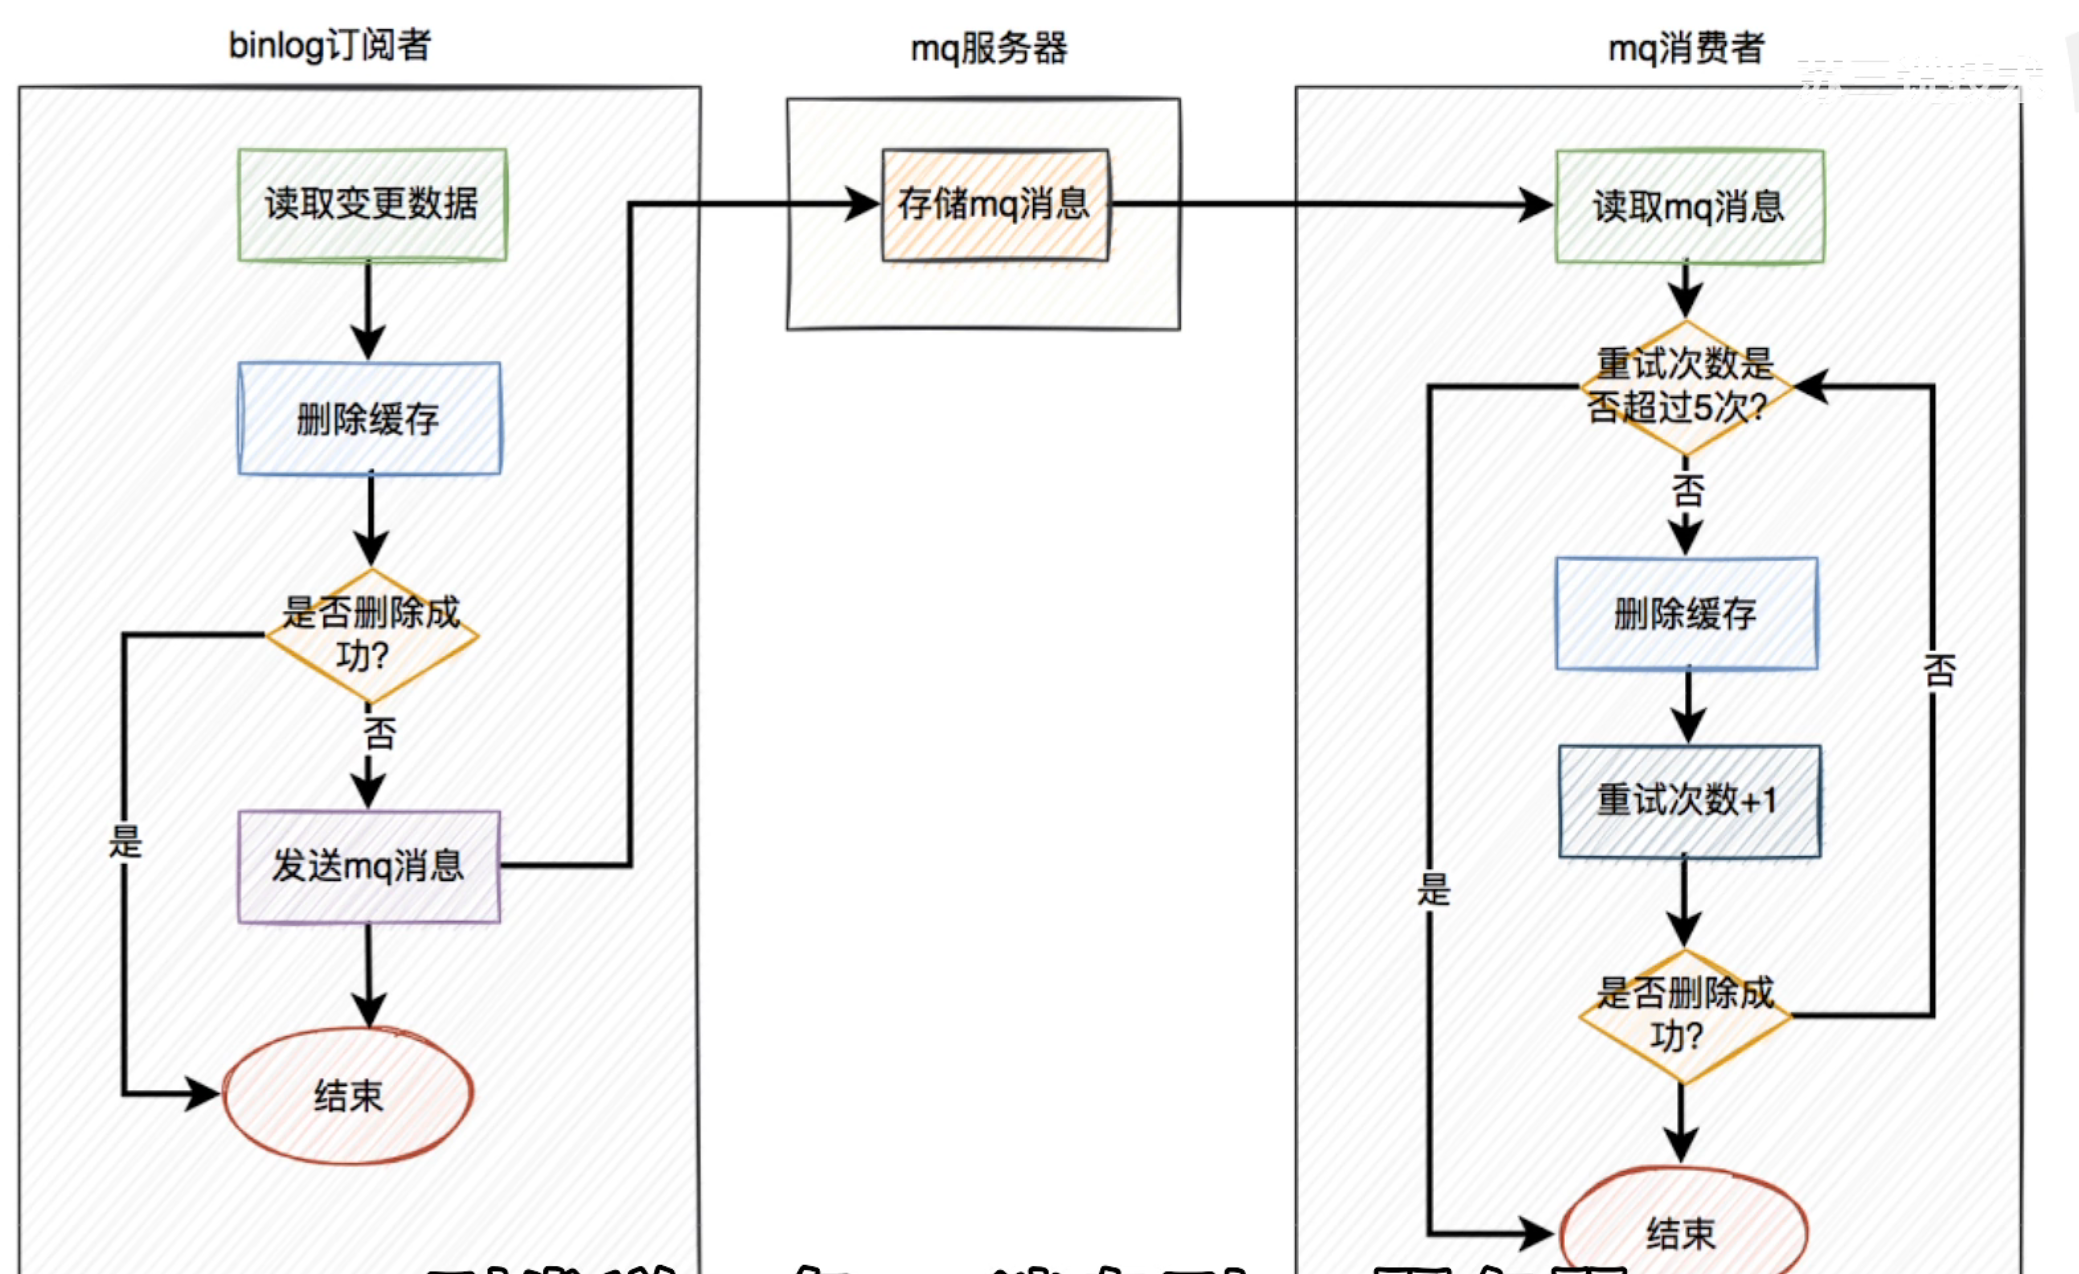 binlog订阅者
读取变更数据
删除缓存
是否删除成
功?
否
是
发送mq消息
结束
mq服务器
存储mq消息
mq消费者
读取mq消息
重试次数是
否超过5次?
否
删除缓存
重试次数+1
是否删除成
功?
否
是
结束